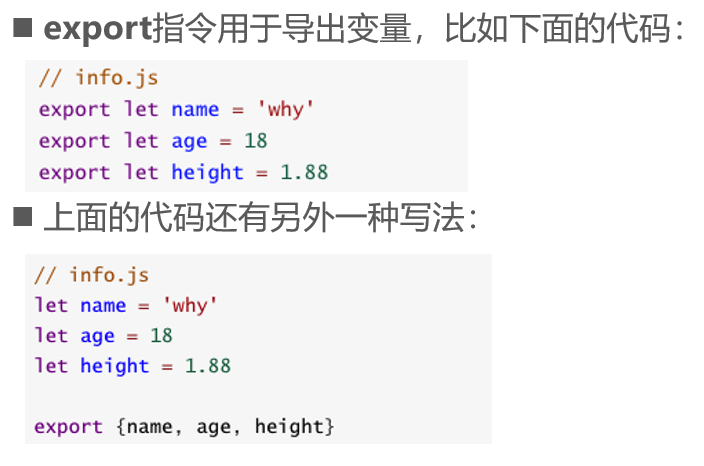 ■ export指令用于导出变量，比如下面的代码：
// info.js
export let name = 'why'
export let age = 18
export let height = 1.88
■ 上面的代码还有另外一种写法：
// info.js
let name = 'why'
let age = 18
let height = 1.88
export {name, age, height}